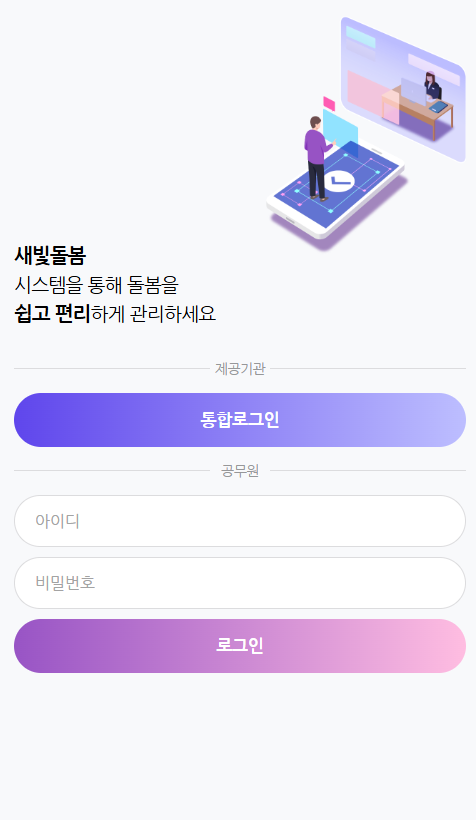 새빛돌봄
시스템을 통해 돌봄을
쉽고 편리하게 관리하세요
제공기관
통합로그인
공무원
아이디
비밀번호
로그인